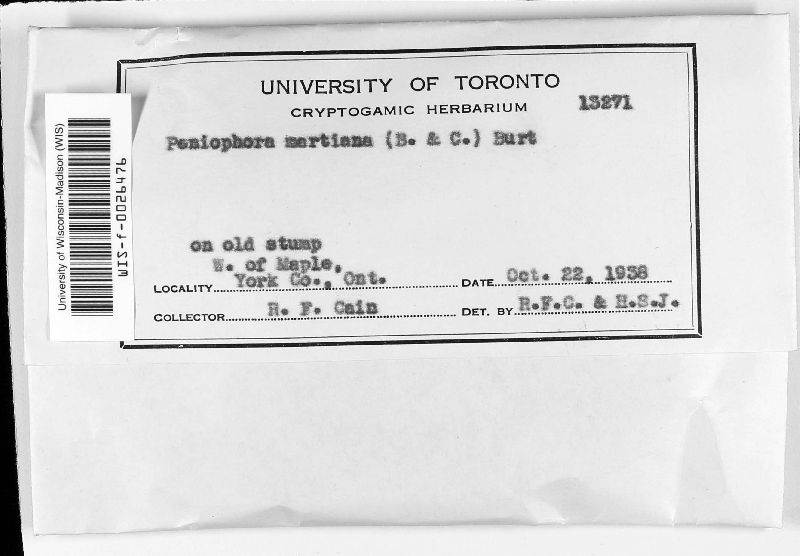 UNIVERSITY OF TORONTO
CRYPTOGAMIC HERBARIUM 13271
Peniophora martiana (B. & C.) Burt
on old stump
W. of Maple,
LOCALITY York Co., Ont. DATE Oct. 22, 1938
COLLECTOR R. F. Cain DET. BY R.F.C. & H.S.J.
University of Wisconsin-Madison (WIS)
WIS-f-0026476